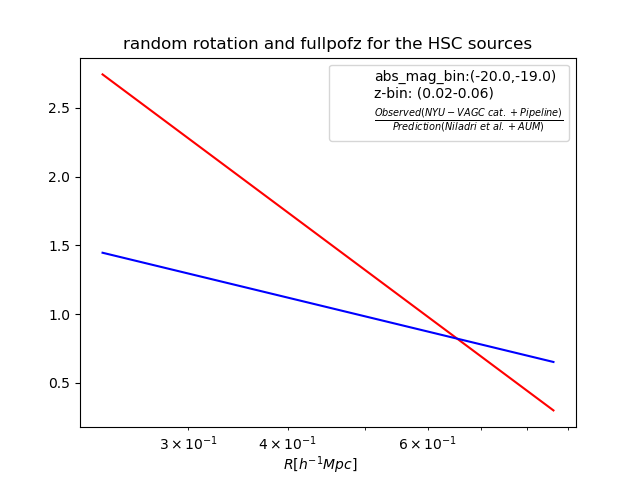 random rotation and fullpofz for the HSC sources
abs_mag_bin:(-20.0,-19.0)
z-bin: (0.02-0.06)
Observed(NYU−VAGC cat. +Pipeline)
Prediction(Niladri et al. +AUM)
2.5
2.0
1.5
1.0
0.5
3 × 10⁻¹ 4 × 10⁻¹ 6 × 10⁻¹
R[h⁻¹Mpc]